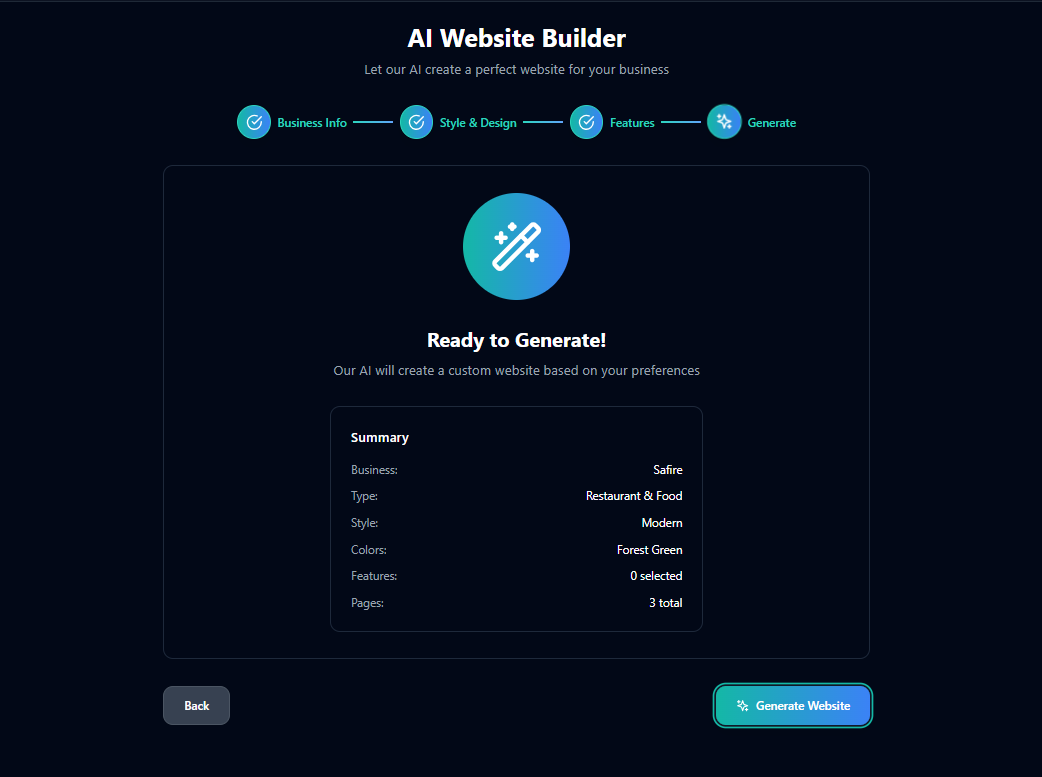 AI Website Builder
Let our AI create a perfect website for your business
Business Info Style & Design Features Generate
Ready to Generate!
Our AI will create a custom website based on your preferences
Summary
Business: Safire
Type: Restaurant & Food
Style: Modern
Colors: Forest Green
Features: 0 selected
Pages: 3 total
Back Generate Website